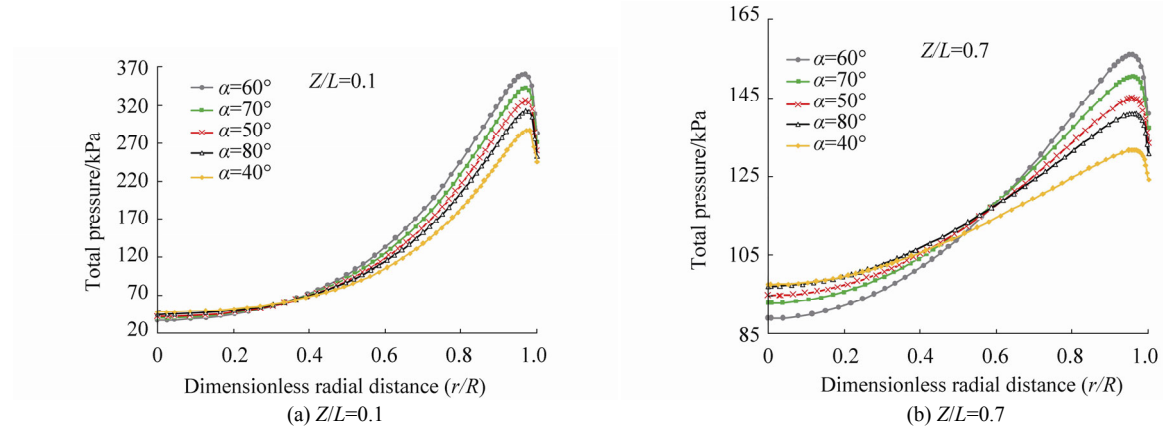 370
320
270
220
170
120
70
20
Total pressure/kPa
Z/L=0.1
α=60°
α=70°
α=50°
α=80°
α=40°
0 0.2 0.4 0.6 0.8 1.0
Dimensionless radial distance (r/R)
(a) Z/L=0.1
165
145
125
105
85
Total pressure/kPa
Z/L=0.7
α=60°
α=70°
α=50°
α=80°
α=40°
0 0.2 0.4 0.6 0.8 1.0
Dimensionless radial distance (r/R)
(b) Z/L=0.7